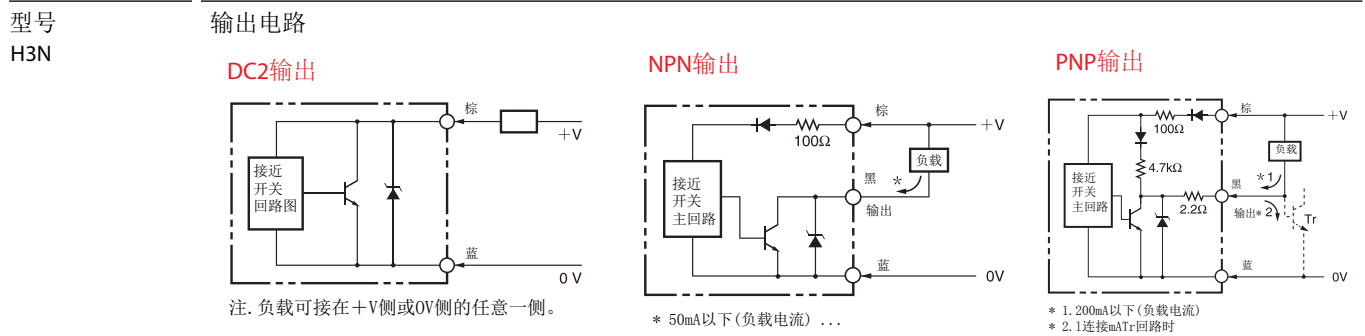 型号
H3N
输出电路
DC2输出
棕
+V
接近
开关
回路图
蓝
0 V
注.负载可接在+V侧或0V侧的任意一侧。
NPN输出
棕
+V
100Ω
负载
接近
开关
主回路
黑
*
输出
蓝
0V
* 50mA以下(负载电流) ...
PNP输出
棕
+V
100Ω
负载
4.7kΩ
接近
开关
主回路
*1
黑
2.2Ω
输出* 2
Tr
蓝
0V
* 1.200mA以下(负载电流)
* 2.1连接mATr回路时